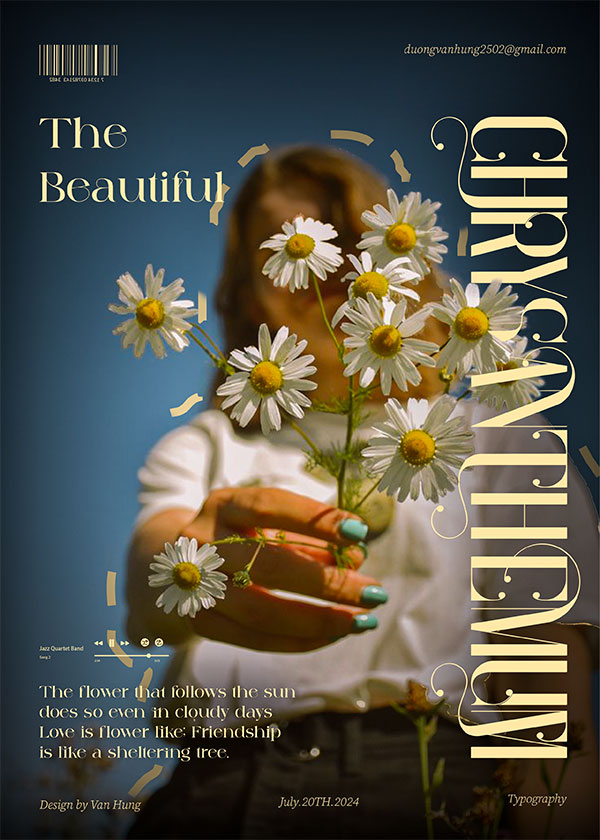 duongvanhung2502@gmail.com
The
Beautiful
CHRYSANTHEMUM
Jazz Quartet Band
Song 2
The flower that follows the sun
does so even in cloudy days
Love is flower like; Friendship
is like a sheltering tree.
Design by Van Hung
July.20TH.2024
Typography